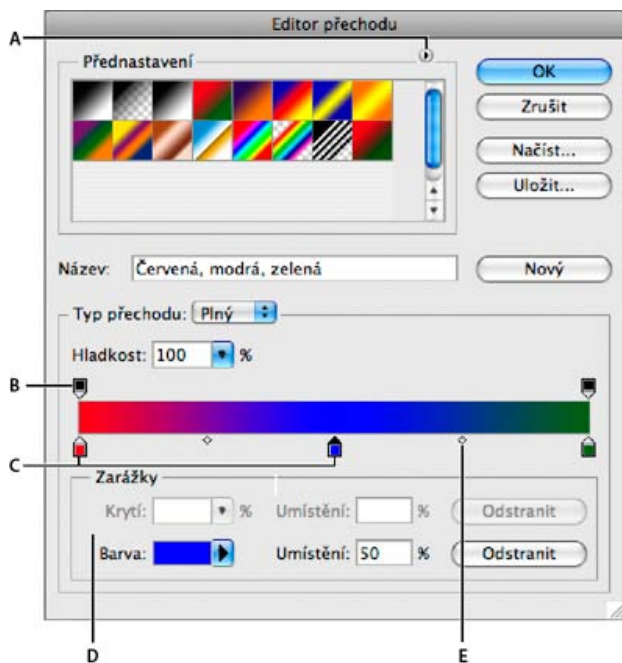 Editor přechodu
A
Přednastavení
OK
Zrušit
Načíst...
Uložit...
Název: Červená, modrá, zelená
Nový
Typ přechodu: Plný
Hladkost: 100 %
B
C
Zarážky
Krytí: % Umístění: % Odstranit
Barva: Umístění: 50 % Odstranit
D E